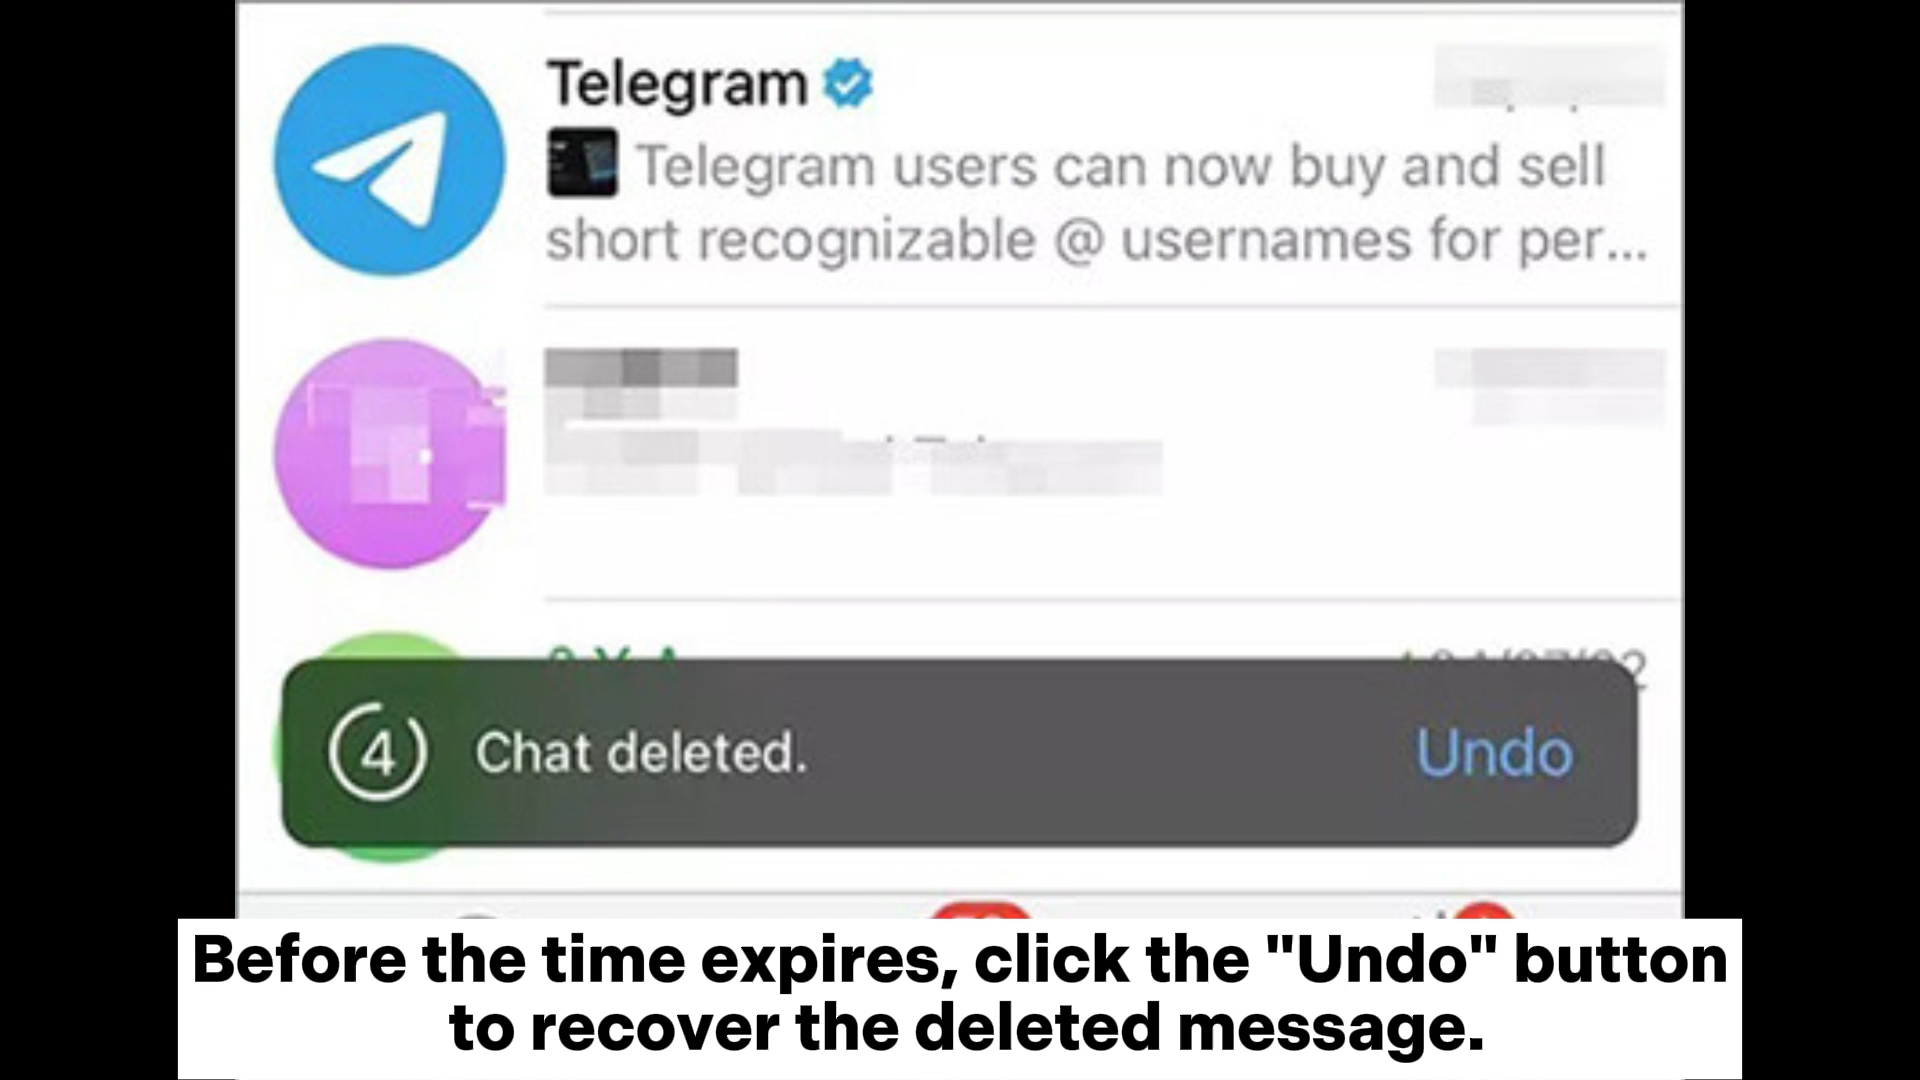 Telegram
Telegram users can now buy and sell
short recognizable @ usernames for per...
4 Chat deleted. Undo
Before the time expires, click the "Undo" button
to recover the deleted message.